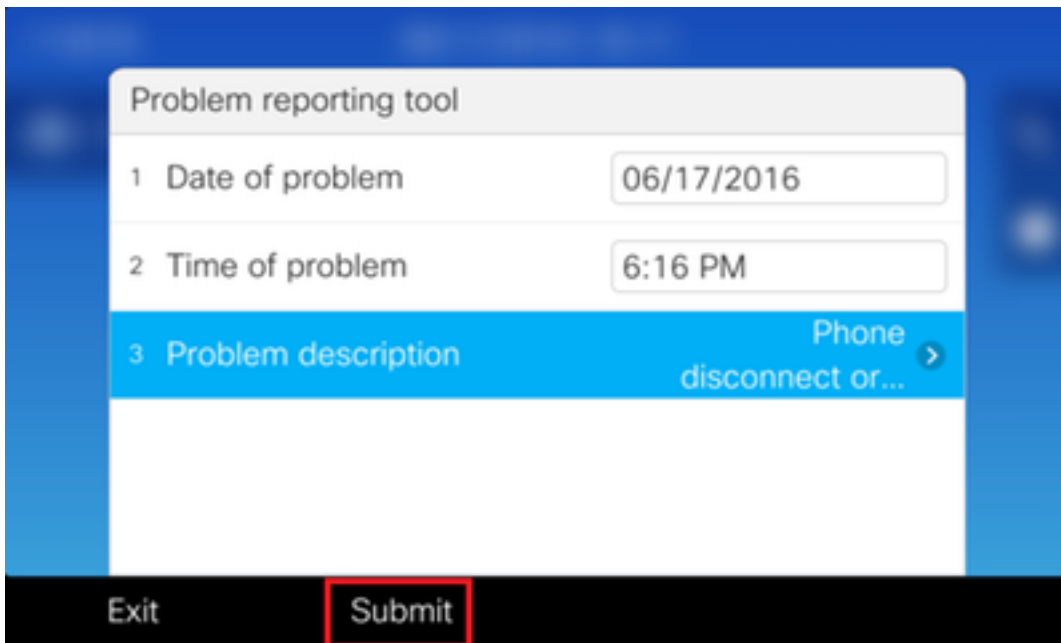 Problem reporting tool
1 Date of problem 06/17/2016
2 Time of problem 6:16 PM
3 Problem description Phone
disconnect or...
Exit Submit